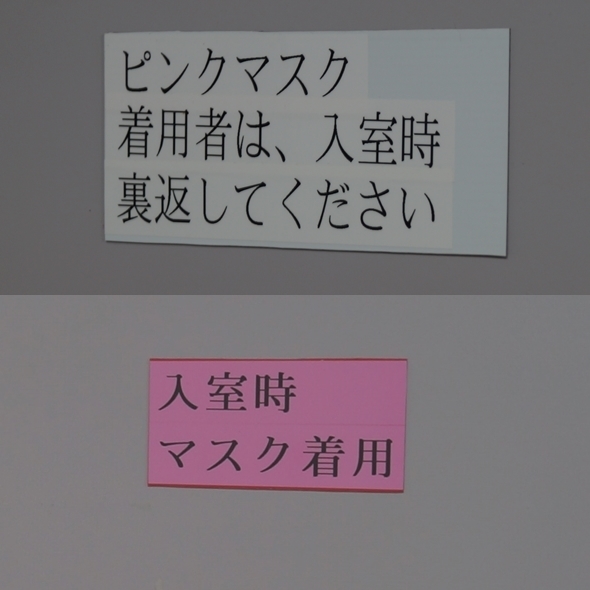 ピンクマスク
着用者は、入室時
裏返してください
入室時
マスク着用